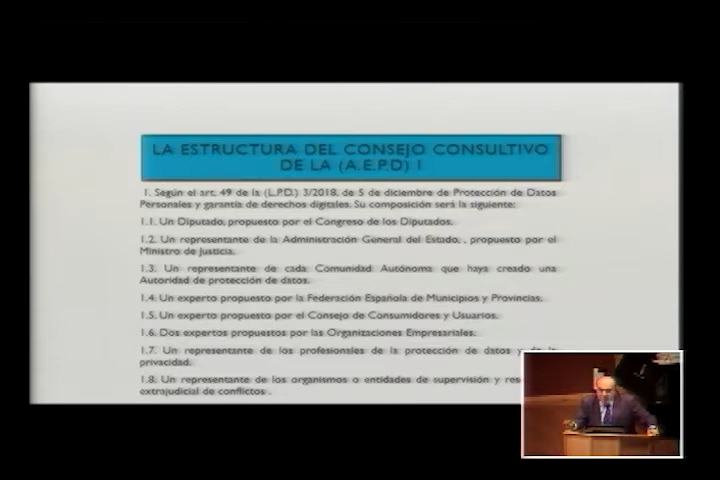 LA ESTRUCTURA DEL CONSEJO CONSULTIVO
DE LA (A.E.P.D) I
1. Según el art. 49 de la (L.P.D.) 3/2018, de 5 de diciembre de Protección de Datos
Personales y garantía de derechos digitales. Su composición será la siguiente:
1.1. Un Diputado, propuesto por el Congreso de los Diputados.
1.2. Un representante de la Administración General del Estado, , propuesto por el
Ministro de Justicia.
1.3. Un representante de cada Comunidad Autónoma que haya creado una
Autoridad de protección de datos.
1.4. Un experto propuesto por la Federación Española de Municipios y Provincias.
1.5. Un experto propuesto por el Consejo de Consumidores y Usuarios.
1.6. Dos expertos propuestos por las Organizaciones Empresariales.
1.7. Un representante de los profesionales de la protección de datos y de la
privacidad.
1.8. Un representante de los organismos o entidades de supervisión y
extrajudicial de conflictos .